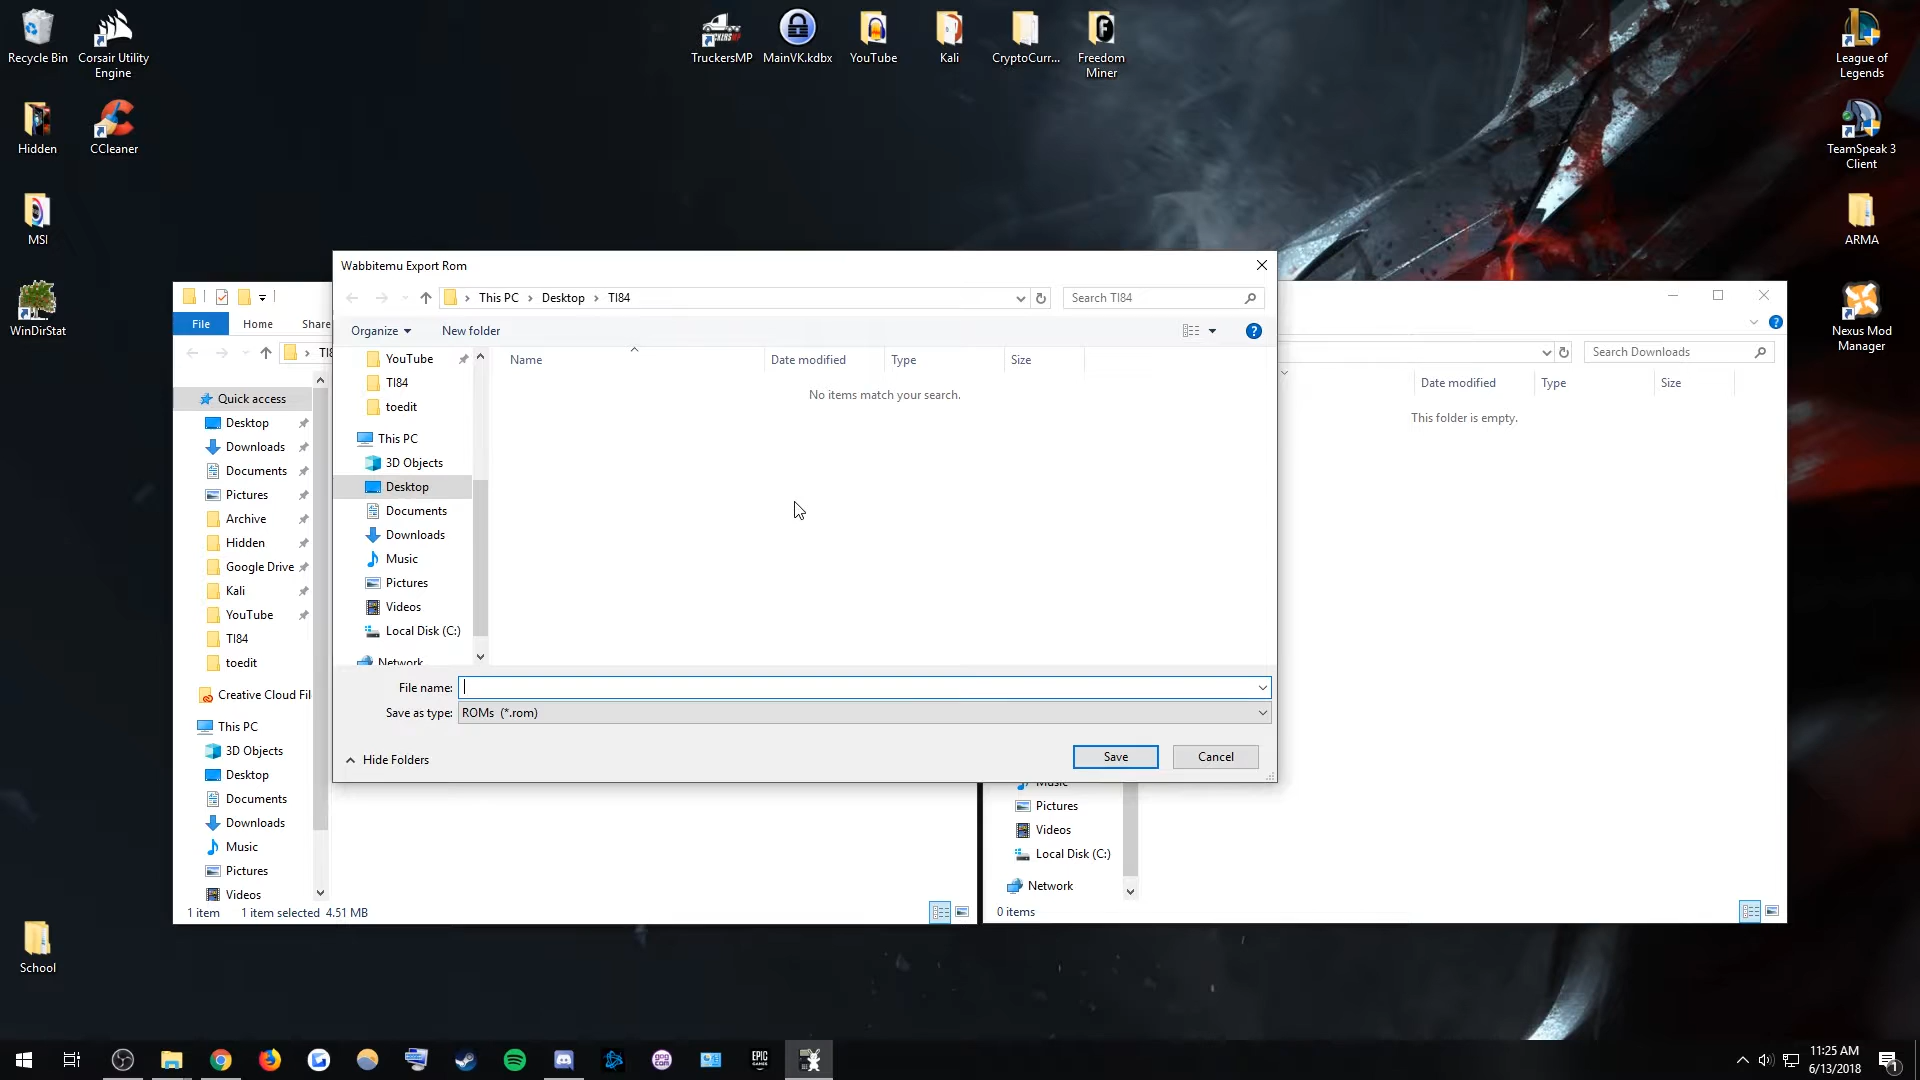 Recycle Bin
Corsair Utility
Engine
TruckersMP
MainVK.kdbx
YouTube
Kali
CryptoCurr...
Freedom
Miner
League of
Legends
Hidden
CCleaner
TeamSpeak 3
Client
MSI
ARMA
WinDirStat
Nexus Mod
Manager
School
Wabbitemu Export Rom
This PC
Desktop
TI84
Search TI84
Organize
New folder
Name
Date modified
Type
Size
No items match your search.
YouTube
TI84
toedit
This PC
3D Objects
Desktop
Documents
Downloads
Music
Pictures
Videos
Local Disk (C:)
Network
File name:
Save as type:
ROMs (*.rom)
Hide Folders
Save
Cancel
File
Home
Share
TI8
Quick access
Desktop
Downloads
Documents
Pictures
Archive
Hidden
Google Drive
Kali
YouTube
TI84
toedit
Creative Cloud Fil
This PC
3D Objects
Desktop
Documents
Downloads
Music
Pictures
Videos
1 item
1 item selected 4.51 MB
Search Downloads
Date modified
Type
Size
This folder is empty.
Music
Pictures
Videos
Local Disk (C:)
Network
0 items
EPIC
GAMES
gog
com
11:25 AM
6/13/2018
1